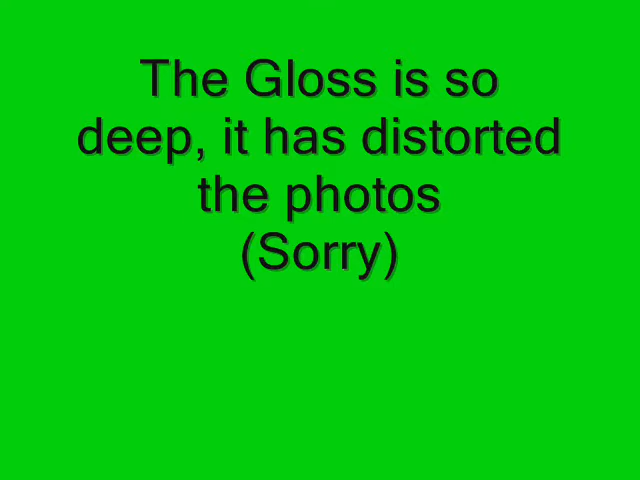 The Gloss is so
deep, it has distorted
the photos
(Sorry)